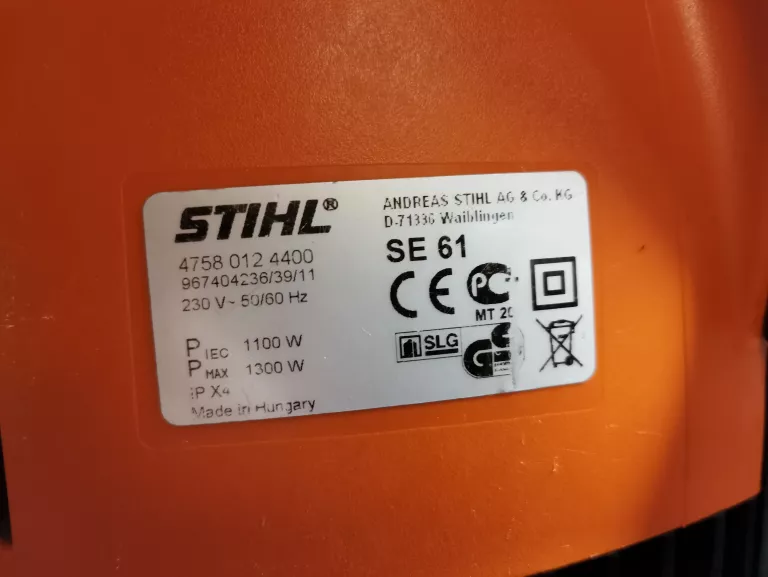 STIHL®
4758 012 4400
967404236/39/11
230 V~ 50/60 Hz
P IEC 1100 W
P MAX 1300 W
IP X4
Made in Hungary
ANDREAS STIHL AG & Co. KG
D-71336 Waiblingen
SE 61
CE PC
MT 20
SLG GS